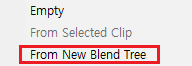 Empty
From Selected Clip
From New Blend Tree